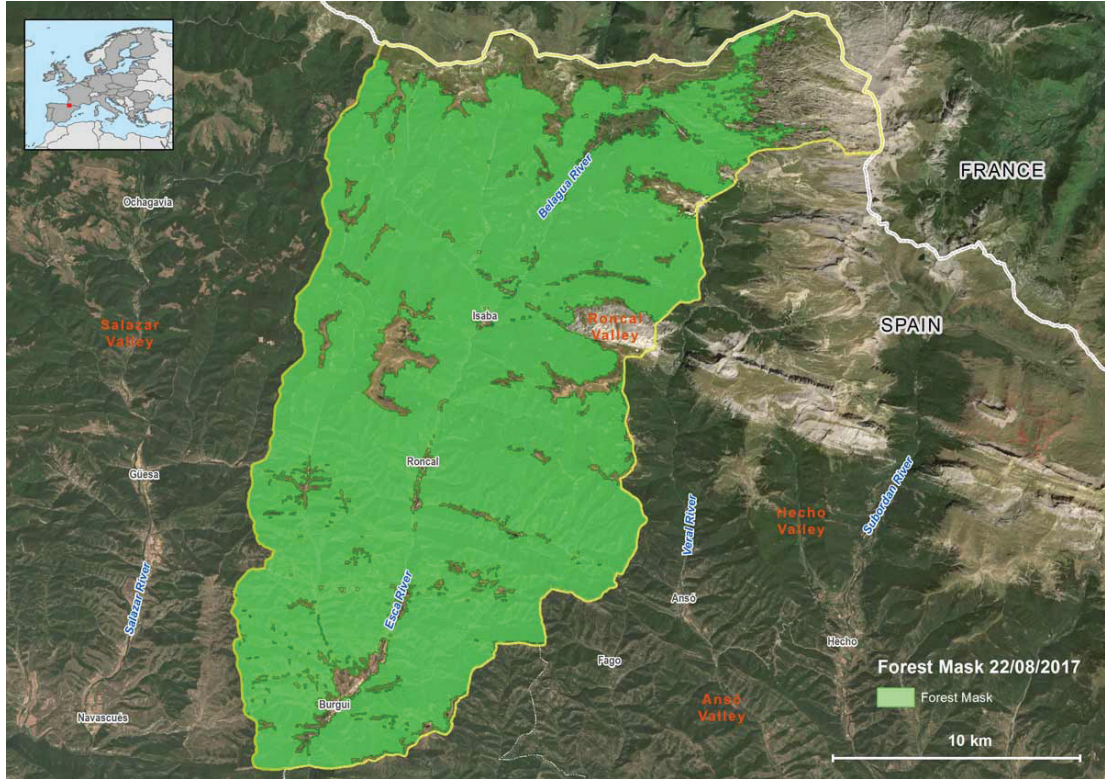 FRANCE
Belagua River
Ochagavia
Salazar
Valley
Isaba
Roncal
Valley
SPAIN
Roncal
Güesa
Hecho
Valley
Subordan River
Veral River
Salazar River
Esca River
Ansó
Hecho
Fago
Forest Mask 22/08/2017
Forest Mask
Burgui
Navascuès
Ansó
Valley
10 km